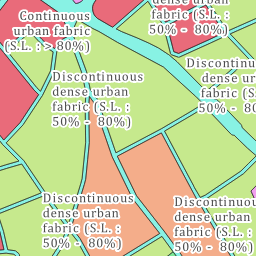 Continuous
urban fabric
(S.L. : > 80%)
dense urban
fabric (S.L. :
50% - 80%)
Discontinuous
dense urban
fabric (S.L. :
50% - 80%)
Discontinuous
dense urban
fabric (S.L. :
50% - 80%)
Discontinuous
dense urban
fabric (S.L. :
50% - 80%)
Discontinuous
dense urban
fabric (S.L. :
50% - 80%)